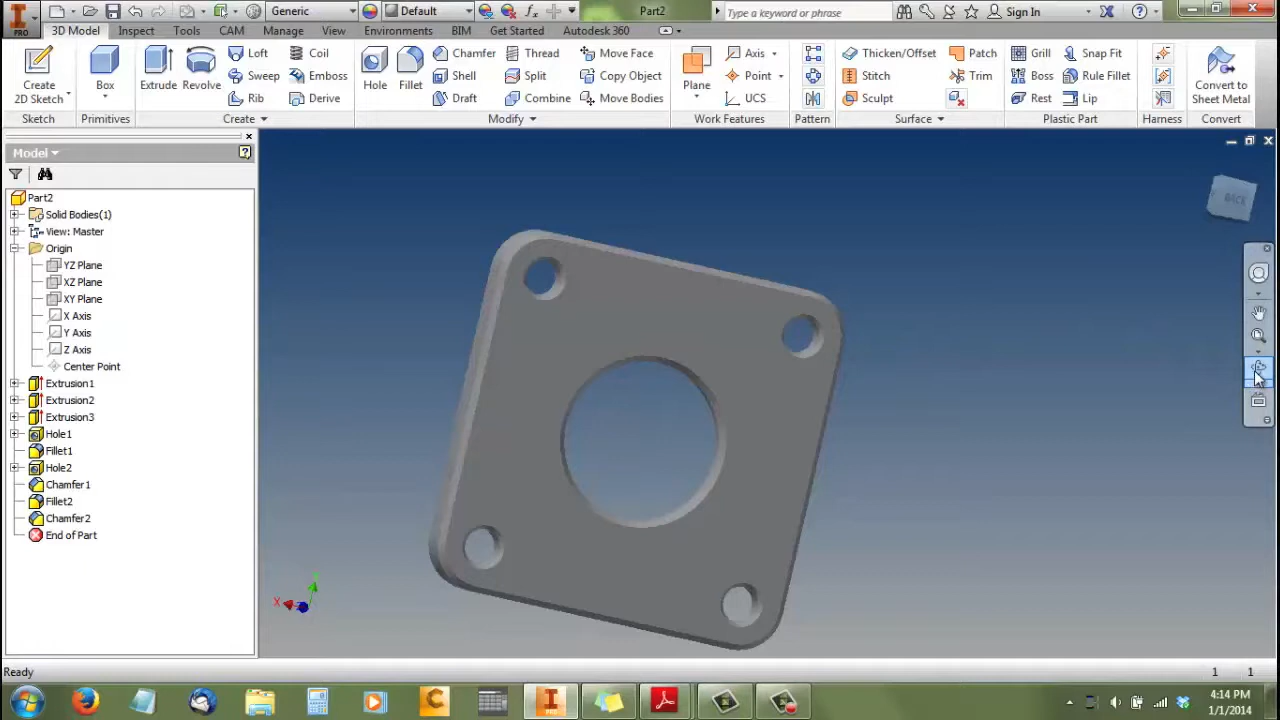 Generic
Default
Part2
Type a keyword or phrase
Sign In
PRO
3D Model
Inspect
Tools
CAM
Manage
View
Environments
BIM
Get Started
Autodesk 360
Create
2D Sketch
Box
Extrude
Revolve
Loft
Sweep
Rib
Coil
Emboss
Derive
Hole
Fillet
Chamfer
Shell
Draft
Thread
Split
Combine
Move Face
Copy Object
Move Bodies
Plane
Axis
Point
UCS
Thicken/Offset
Stitch
Sculpt
Patch
Trim
Grill
Boss
Rest
Snap Fit
Rule Fillet
Lip
Convert to
Sheet Metal
Sketch
Primitives
Create
Modify
Work Features
Pattern
Surface
Plastic Part
Harness
Convert
Model
Part2
Solid Bodies(1)
View: Master
Origin
YZ Plane
XZ Plane
XY Plane
X Axis
Y Axis
Z Axis
Center Point
Extrusion1
Extrusion2
Extrusion3
Hole1
Fillet1
Hole2
Chamfer1
Fillet2
Chamfer2
End of Part
BACK
X
Ready
1
1
PRO
4:14 PM
1/1/2014